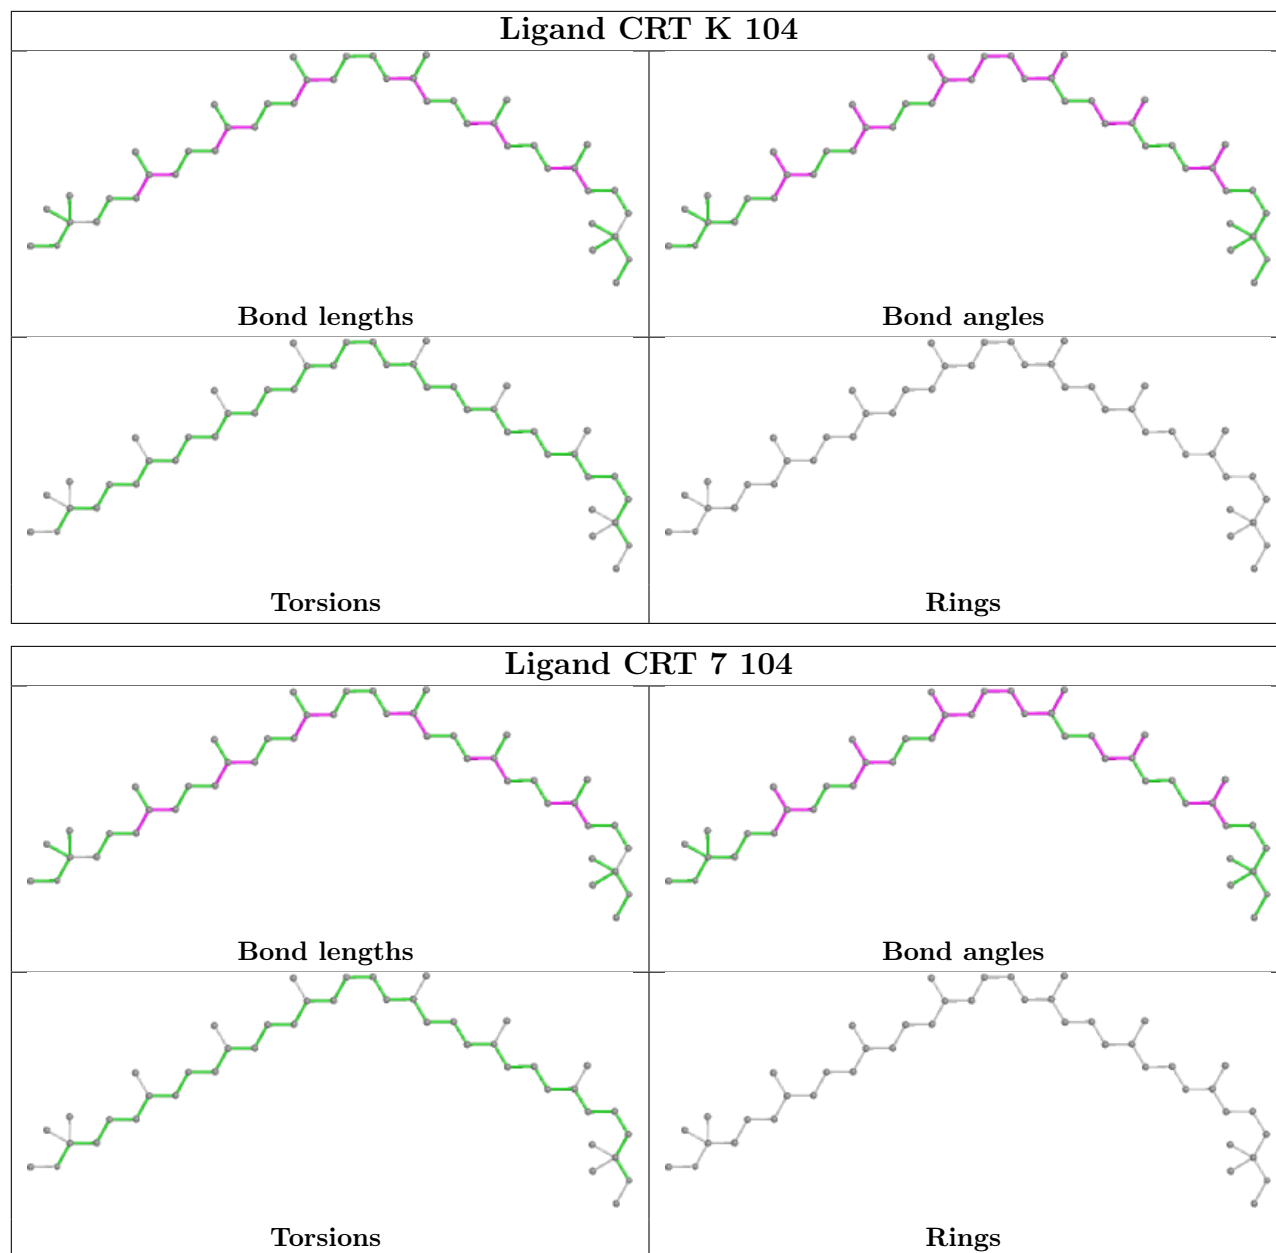 Ligand CRT K 104
Bond lengths
Bond angles
Torsions
Rings
Ligand CRT 7 104
Bond lengths
Bond angles
Torsions
Rings